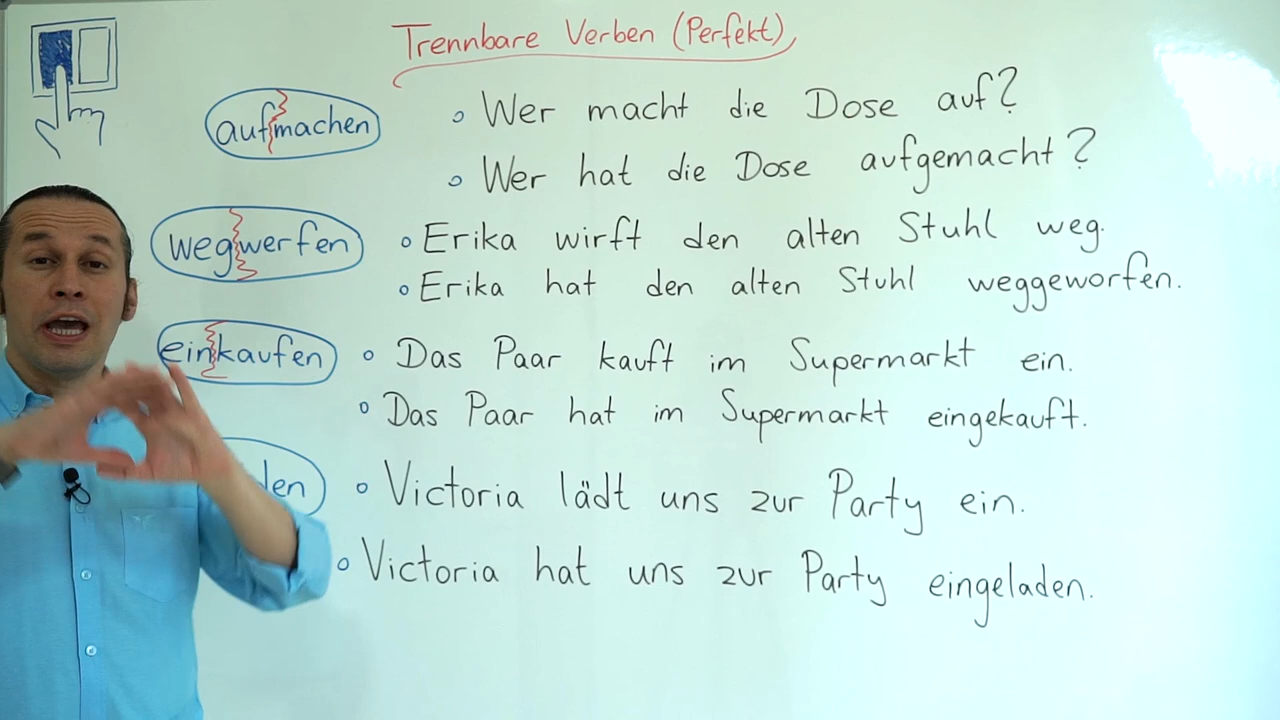 Trennbare Verben (Perfekt)
aufmachen
Wer macht die Dose auf?
Wer hat die Dose aufgemacht?
wegwerfen
Erika wirft den alten Stuhl weg.
Erika hat den alten Stuhl weggeworfen.
einkaufen
Das Paar kauft im Supermarkt ein.
Das Paar hat im Supermarkt eingekauft.
Victoria lädt uns zur Party ein.
Victoria hat uns zur Party eingeladen.